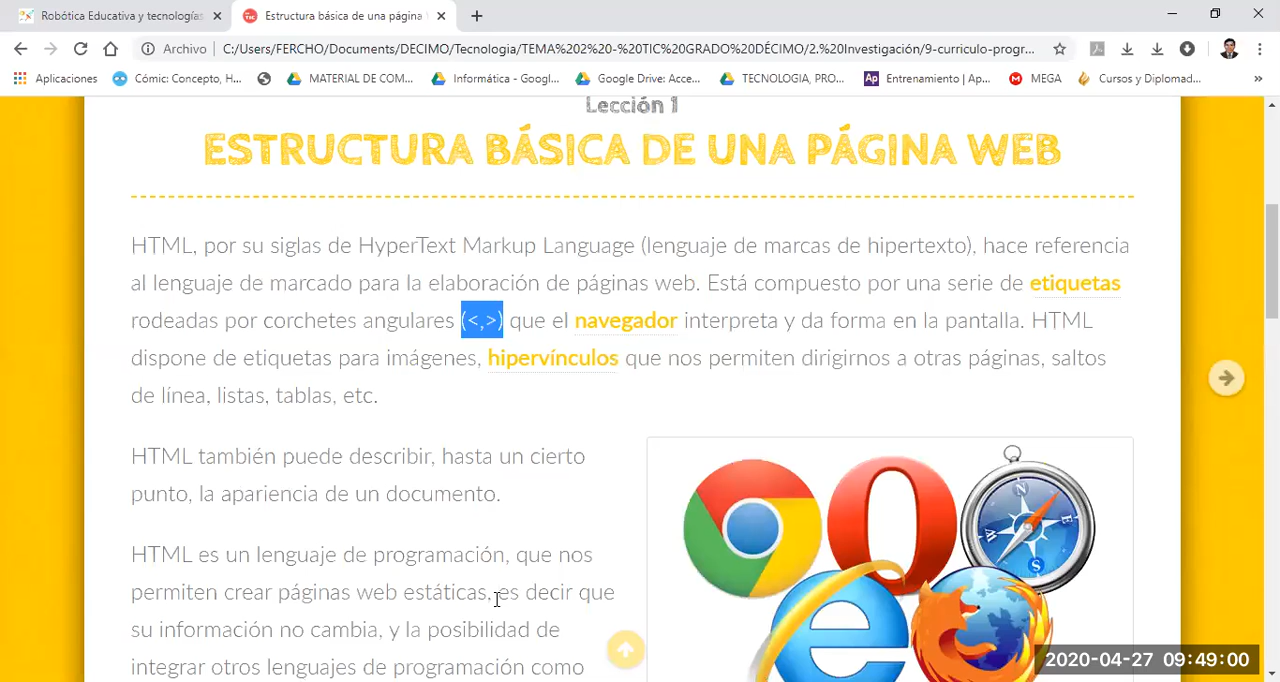 Robótica Educativa y tecnologías
Estructura básica de una página
Archivo
C:/Users/FERCHO/Documents/DECIMO/Tecnologia/TEMA%202%20-%20TIC%20GRADO%20DÉCIMO/2.%20Investigación/9-curriculo-progr...
Aplicaciones
Cómic: Concepto, H...
MATERIAL DE COM...
Informática - Googl...
Google Drive: Acce...
TECNOLOGIA, PRO...
Ap
Entrenamiento | Ap...
MEGA
Cursos y Diplomad...
»
Lección 1
ESTRUCTURA BÁSICA DE UNA PÁGINA WEB
HTML, por su siglas de HyperText Markup Language (lenguaje de marcas de hipertexto), hace referencia
al lenguaje de marcado para la elaboración de páginas web. Está compuesto por una serie de etiquetas
rodeadas por corchetes angulares (<,>) que el navegador interpreta y da forma en la pantalla. HTML
dispone de etiquetas para imágenes, hipervínculos que nos permiten dirigirnos a otras páginas, saltos
de línea, listas, tablas, etc.
HTML también puede describir, hasta un cierto
punto, la apariencia de un documento.
HTML es un lenguaje de programación, que nos
permiten crear páginas web estáticas, es decir que
su información no cambia, y la posibilidad de
integrar otros lenguajes de programación como
N
E
S
2020-04-27 09:49:00